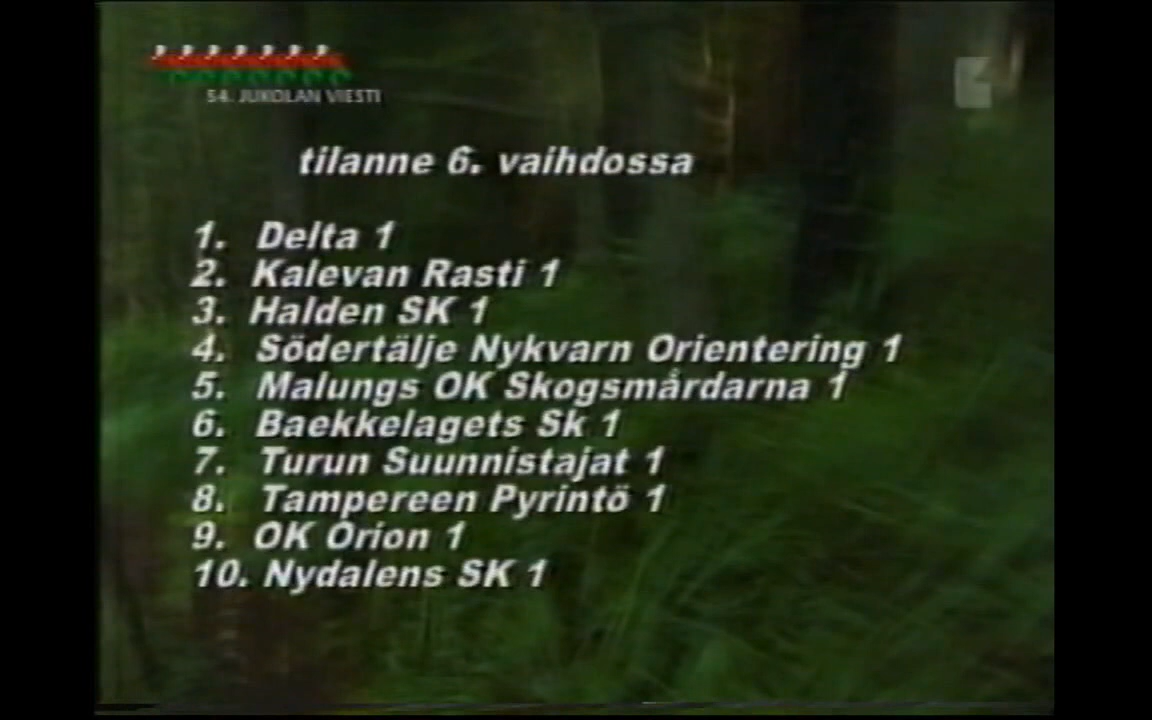 54. JUKOLAN VIESTI
4
tilanne 6. vaihdossa
1. Delta 1
2. Kalevan Rasti 1
3. Halden SK 1
4. Södertälje Nykvarn Orientering 1
5. Malungs OK Skogsmårdarna 1
6. Baekkelagets Sk 1
7. Turun Suunnistajat 1
8. Tampereen Pyrintö 1
9. OK Orion 1
10. Nydalens SK 1